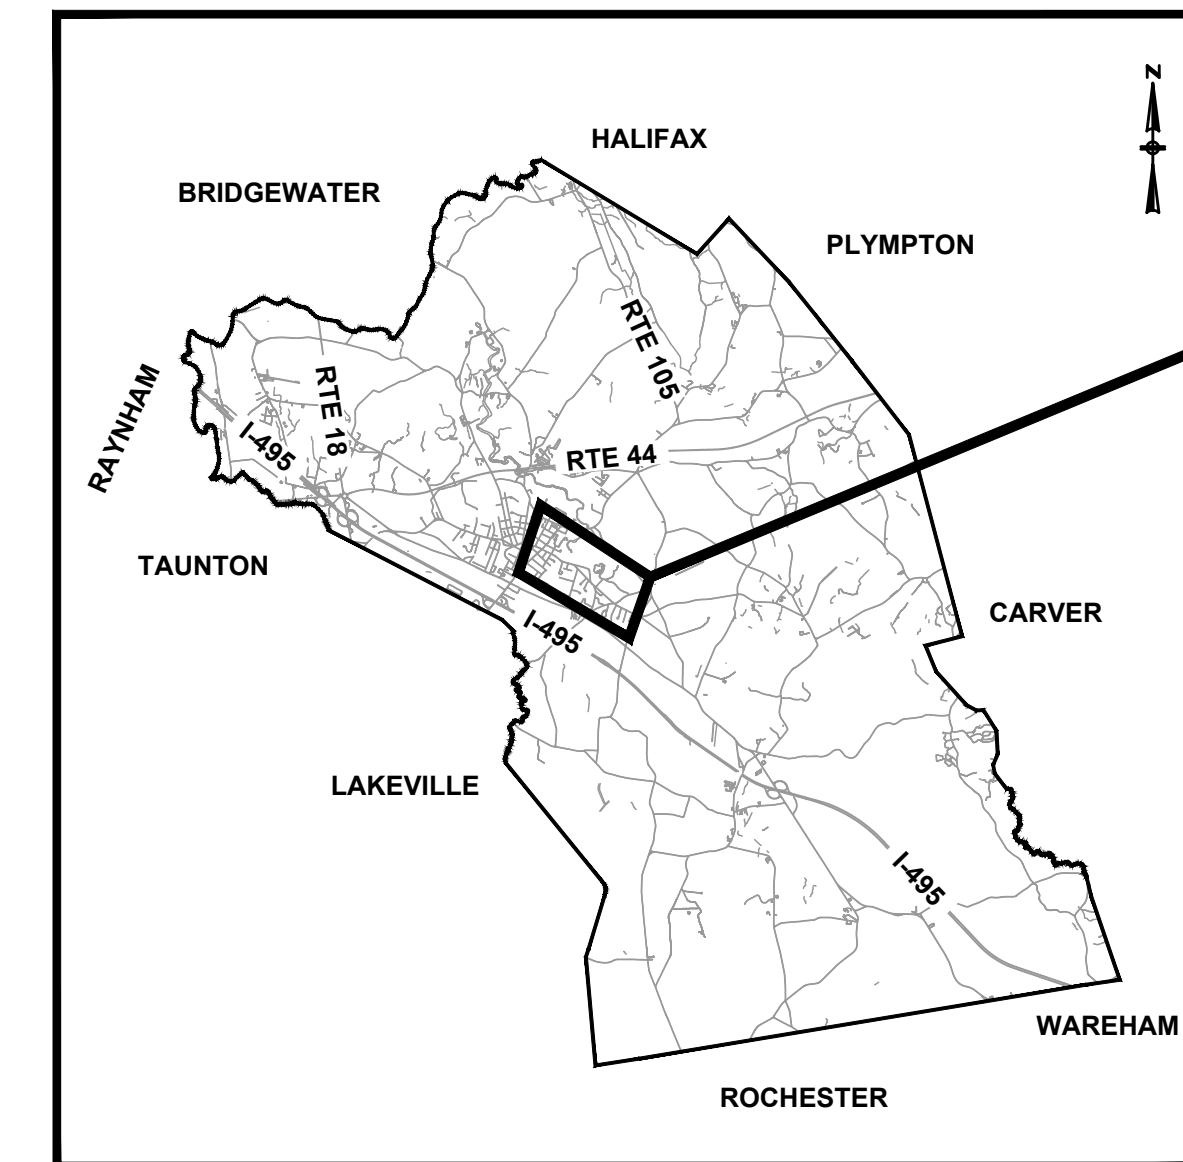 N
HALIFAX
BRIDGEWATER
PLYMPTON
RTE 105
RAYNHAM
RTE 18
I-495
RTE 44
TAUNTON
I-495
CARVER
LAKEVILLE
I-495
WAREHAM
ROCHESTER